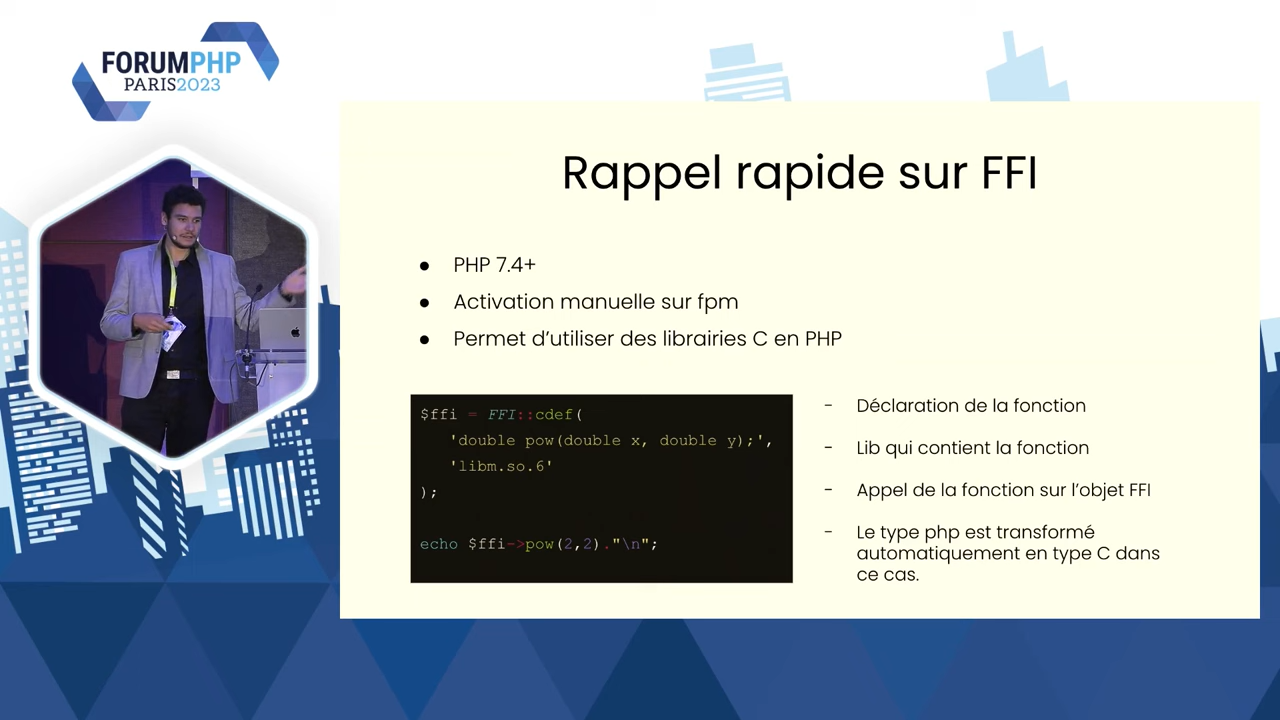 FORUMPHP
PARIS2023
Rappel rapide sur FFI
● PHP 7.4+
● Activation manuelle sur fpm
● Permet d’utiliser des librairies C en PHP
$ffi = FFI::cdef(
'double pow(double x, double y);',
'libm.so.6'
);
echo $ffi->pow(2,2)."\n";
- Déclaration de la fonction
- Lib qui contient la fonction
- Appel de la fonction sur l’objet FFI
- Le type php est transformé
automatiquement en type C dans
ce cas.